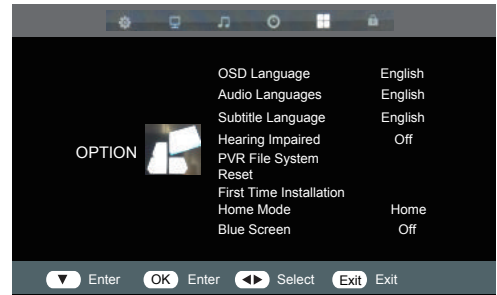 OSD Language English
Audio Languages English
Subtitle Language English
Hearing Impaired Off
OPTION
PVR File System
Reset
First Time Installation
Home Mode Home
Blue Screen Off
Enter OK Enter Select Exit Exit